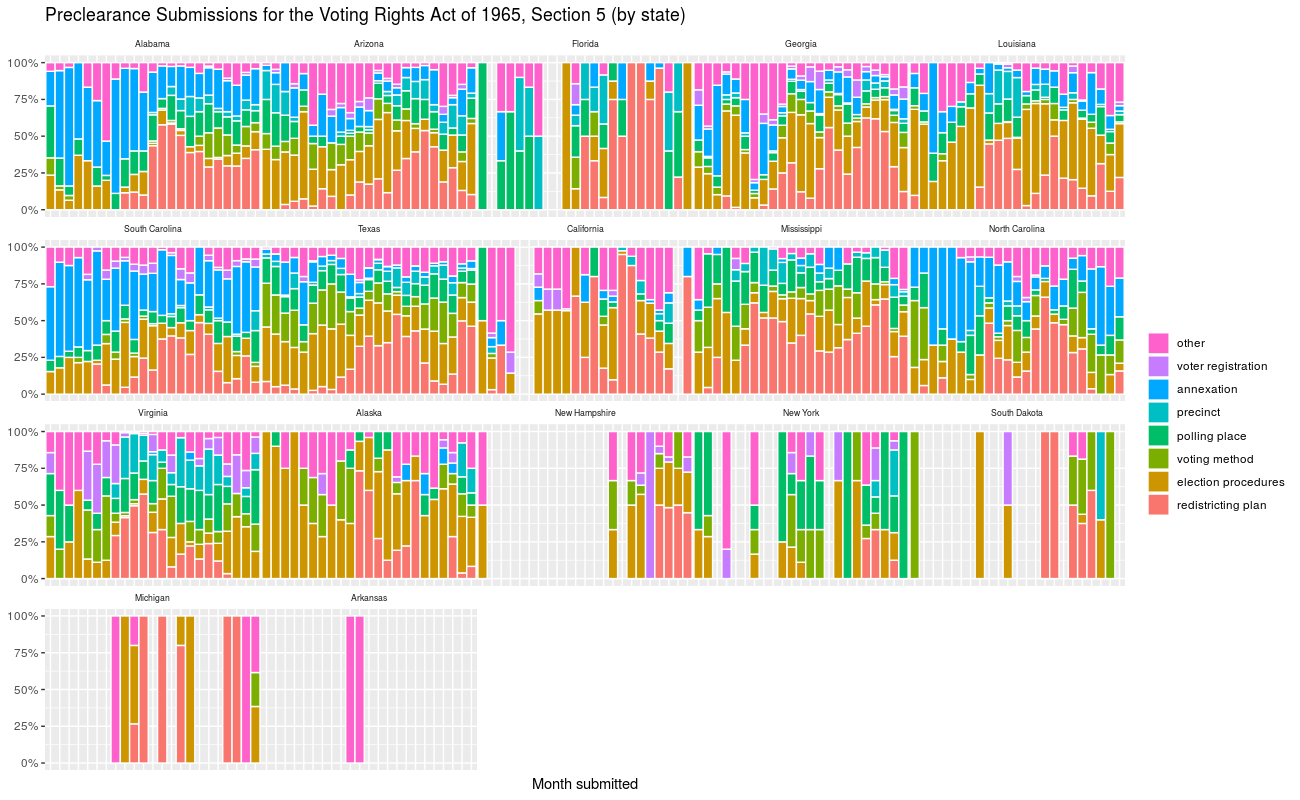 Preclearance Submissions for the Voting Rights Act of 1965, Section 5 (by state)
Alabama Arizona Florida Georgia Louisiana
100%
75%
50%
25%
0%
South Carolina Texas California Mississippi North Carolina
100%
75%
50%
25%
0%
Virginia Alaska New Hampshire New York South Dakota
100%
75%
50%
25%
0%
Michigan Arkansas
100%
75%
50%
25%
0%
Month submitted
other
voter registration
annexation
precinct
polling place
voting method
election procedures
redistricting plan